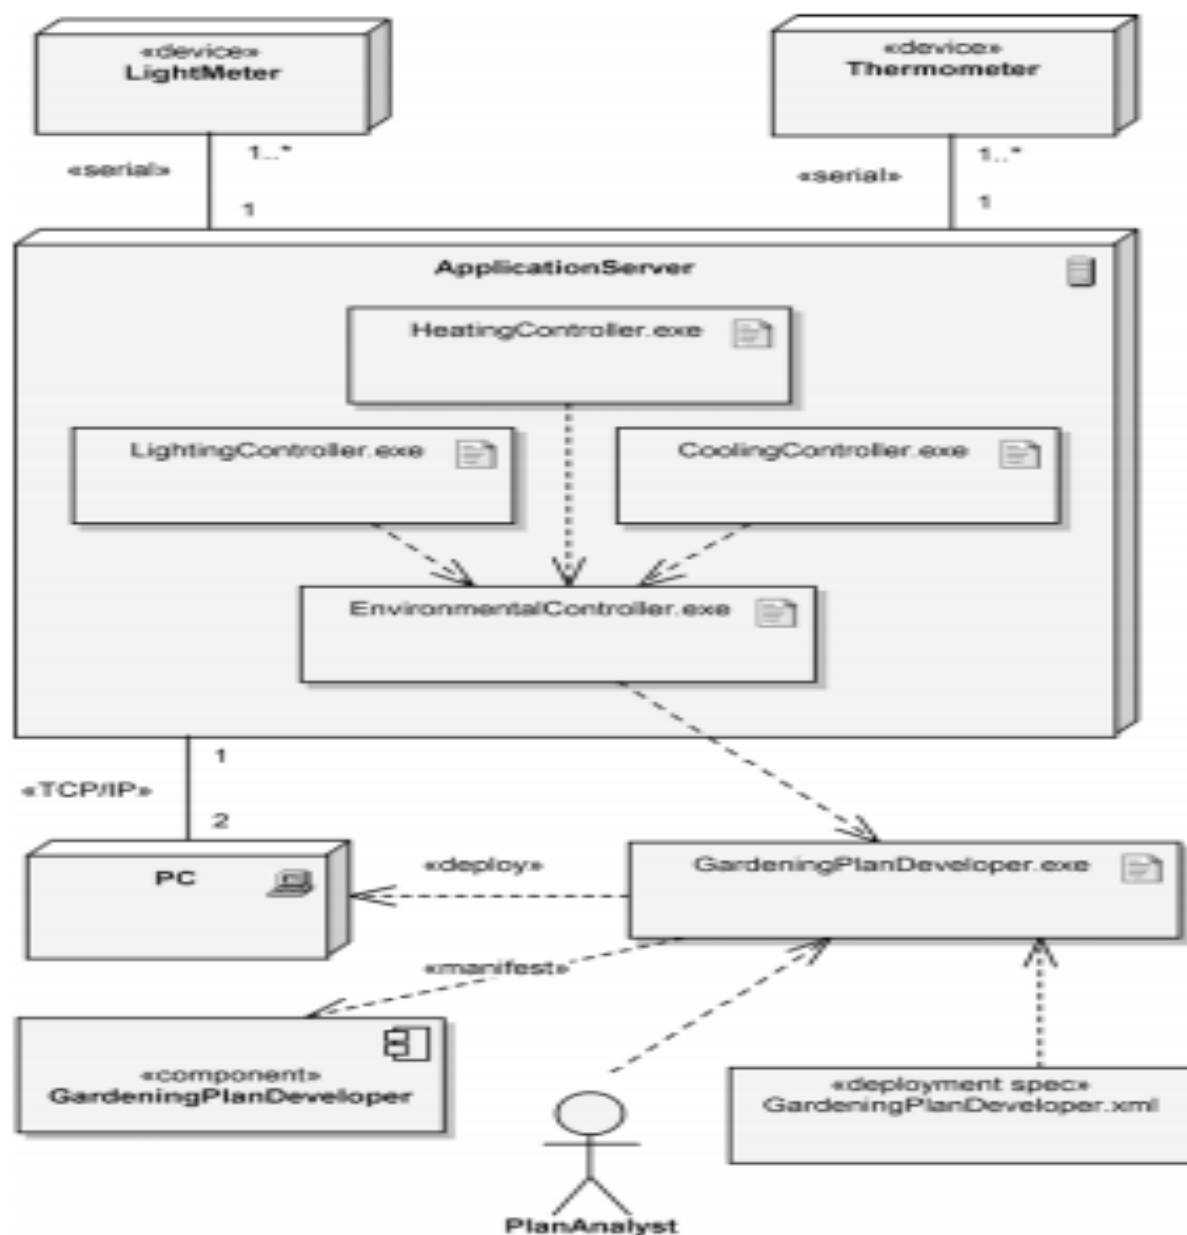 «device»
LightMeter
«device»
Thermometer
«serial»
1..*
1
«serial»
1..*
1
ApplicationServer
HeatingController.exe
LightingController.exe
CoolingController.exe
EnvironmentalController.exe
1
«TCP/IP»
2
PC
«deploy»
GardeningPlanDeveloper.exe
«manifest»
«component»
GardeningPlanDeveloper
«deployment spec»
GardeningPlanDeveloper.xml
PlanAnalyst